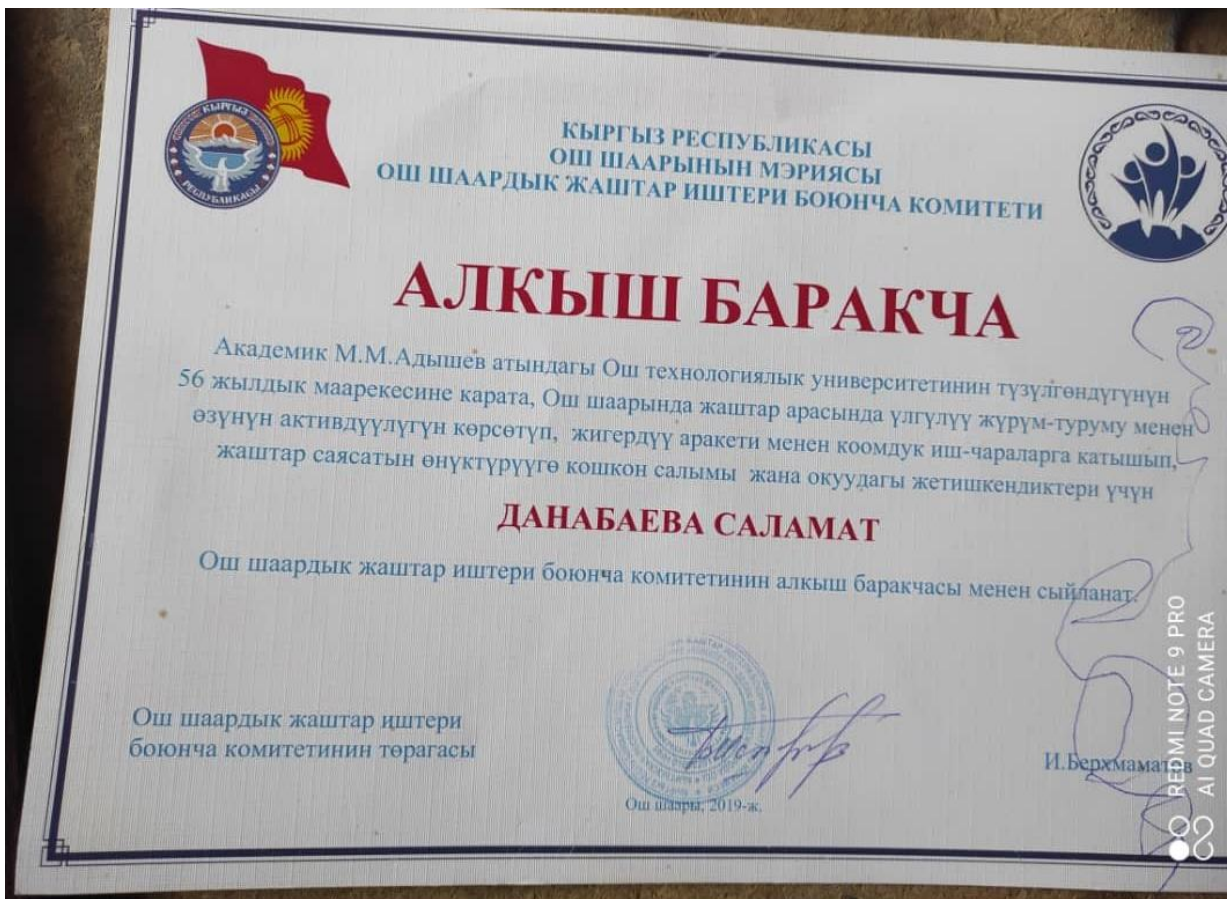 КЫРГЫЗ РЕСПУБЛИКАСЫ
ОШ ШААРЫНЫН МЭРИЯСЫ
ОШ ШААРДЫК ЖАШТАР ИШТЕРИ БОЮНЧА КОМИТЕТИ
КЫРГЫЗ
РЕСПУБЛИКАСЫ
АЛКЫШ БАРАКЧА
Академик М.М.Адышев атындагы Ош технологиялык университетинин түзүлгөндүгүнүн
56 жылдык маарекесине карата, Ош шаарында жаштар арасында үлгүлүү жүрүм-туруму менен
өзүнүн активдүүлүгүн көрсөтүп, жигердүү аракети менен коомдук иш-чараларга катышып,
жаштар саясатын өнүктүрүүгө кошкон салымы жана окуудагы жетишкендиктери үчүн
ДАНАБАЕВА САЛАМАТ
Ош шаардык жаштар иштери боюнча комитетинин алкыш баракчасы менен сыйланат.
Ош шаардык жаштар иштери
боюнча комитетинин төрагасы
И.Берхмаматов
Ош шаары, 2019-ж.
REDMI NOTE 9 PRO
AI QUAD CAMERA